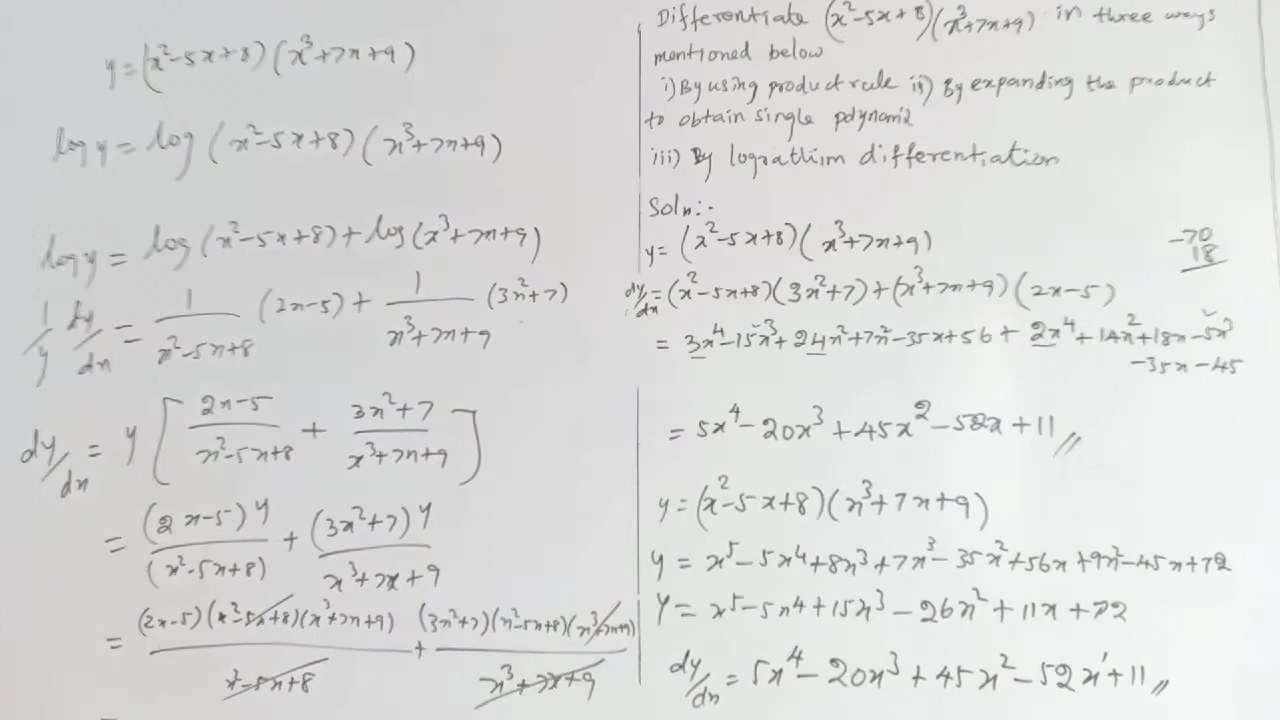 Differentiate (x²-5x+8)(x³+7x+9) in three ways
mentioned below
i) By using product rule ii) By expanding the product
to obtain single polynomial
iii) By lograthim differentiation
Soln:-
y=(x²-5x+8)(x³+7x+9)
-70
18
dy/dx=(x²-5x+8)(3x²+7)+(x³+7x+9)(2x-5)
= 3x⁴-15x³+24x²+7x²-35x+56+2x⁴+14x²+18x-5x³
-35x-45
= 5x⁴-20x³+45x²-52x+11//
y=(x²-5x+8)(x³+7x+9)
y = x⁵-5x⁴+8x³+7x³-35x²+56x+9x²-45x+72
y = x⁵-5x⁴+15x³-26x²+11x+72
dy/dx = 5x⁴-20x³+45x²-52x¹+11//
y=(x²-5x+8)(x³+7x+9)
log y = log (x²-5x+8)(x³+7x+9)
log y = log(x²-5x+8)+log(x³+7x+9)
1/y dy/dx = 1/x²-5x+8 (2x-5) + 1/x³+7x+9 (3x²+7)
dy/dx = y [2x-5/x²-5x+8 + 3x²+7/x³+7x+9]
= (2x-5)y/(x²-5x+8) + (3x²+7)y/x³+7x+9
= (2x-5)(x²-5x+8)(x³+7x+9)/x²-5x+8 + (3x²+7)(x²-5x+8)(x³+7x+9)/x³+7x+9